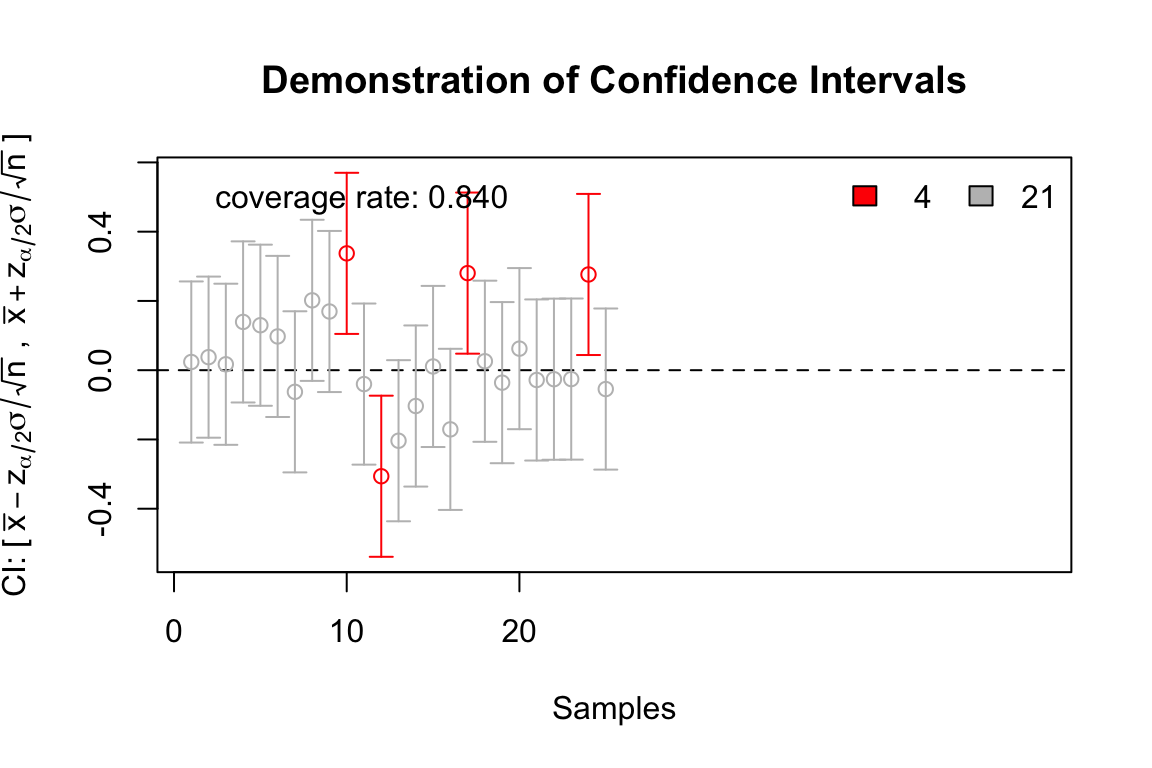 Demonstration of Confidence Intervals
coverage rate: 0.840
4 21
CI: [ x̅ − zα/2σ/√n , x̅ + zα/2σ/√n ]
0.4
0.0
-0.4
0 10 20
Samples